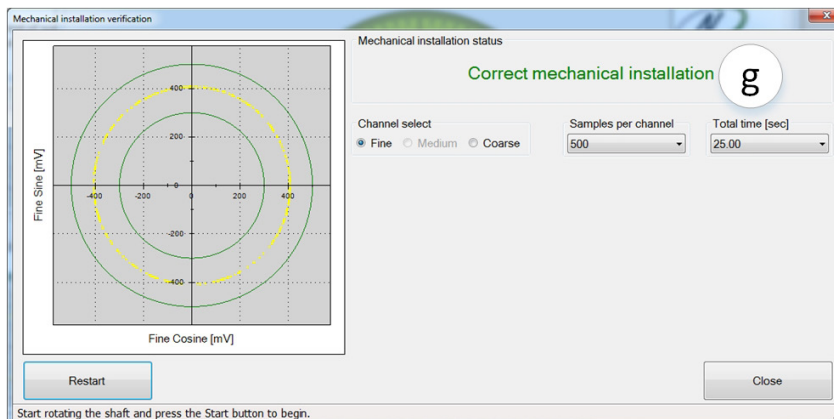 Mechanical installation verification
Mechanical installation status
Correct mechanical installation
g
Channel select
Fine
Medium
Coarse
Samples per channel
500
Total time [sec]
25.00
Fine Sine [mV]
400
200
-400
-200
0
0
200
400
-200
-400
Fine Cosine [mV]
Restart
Close
Start rotating the shaft and press the Start button to begin.